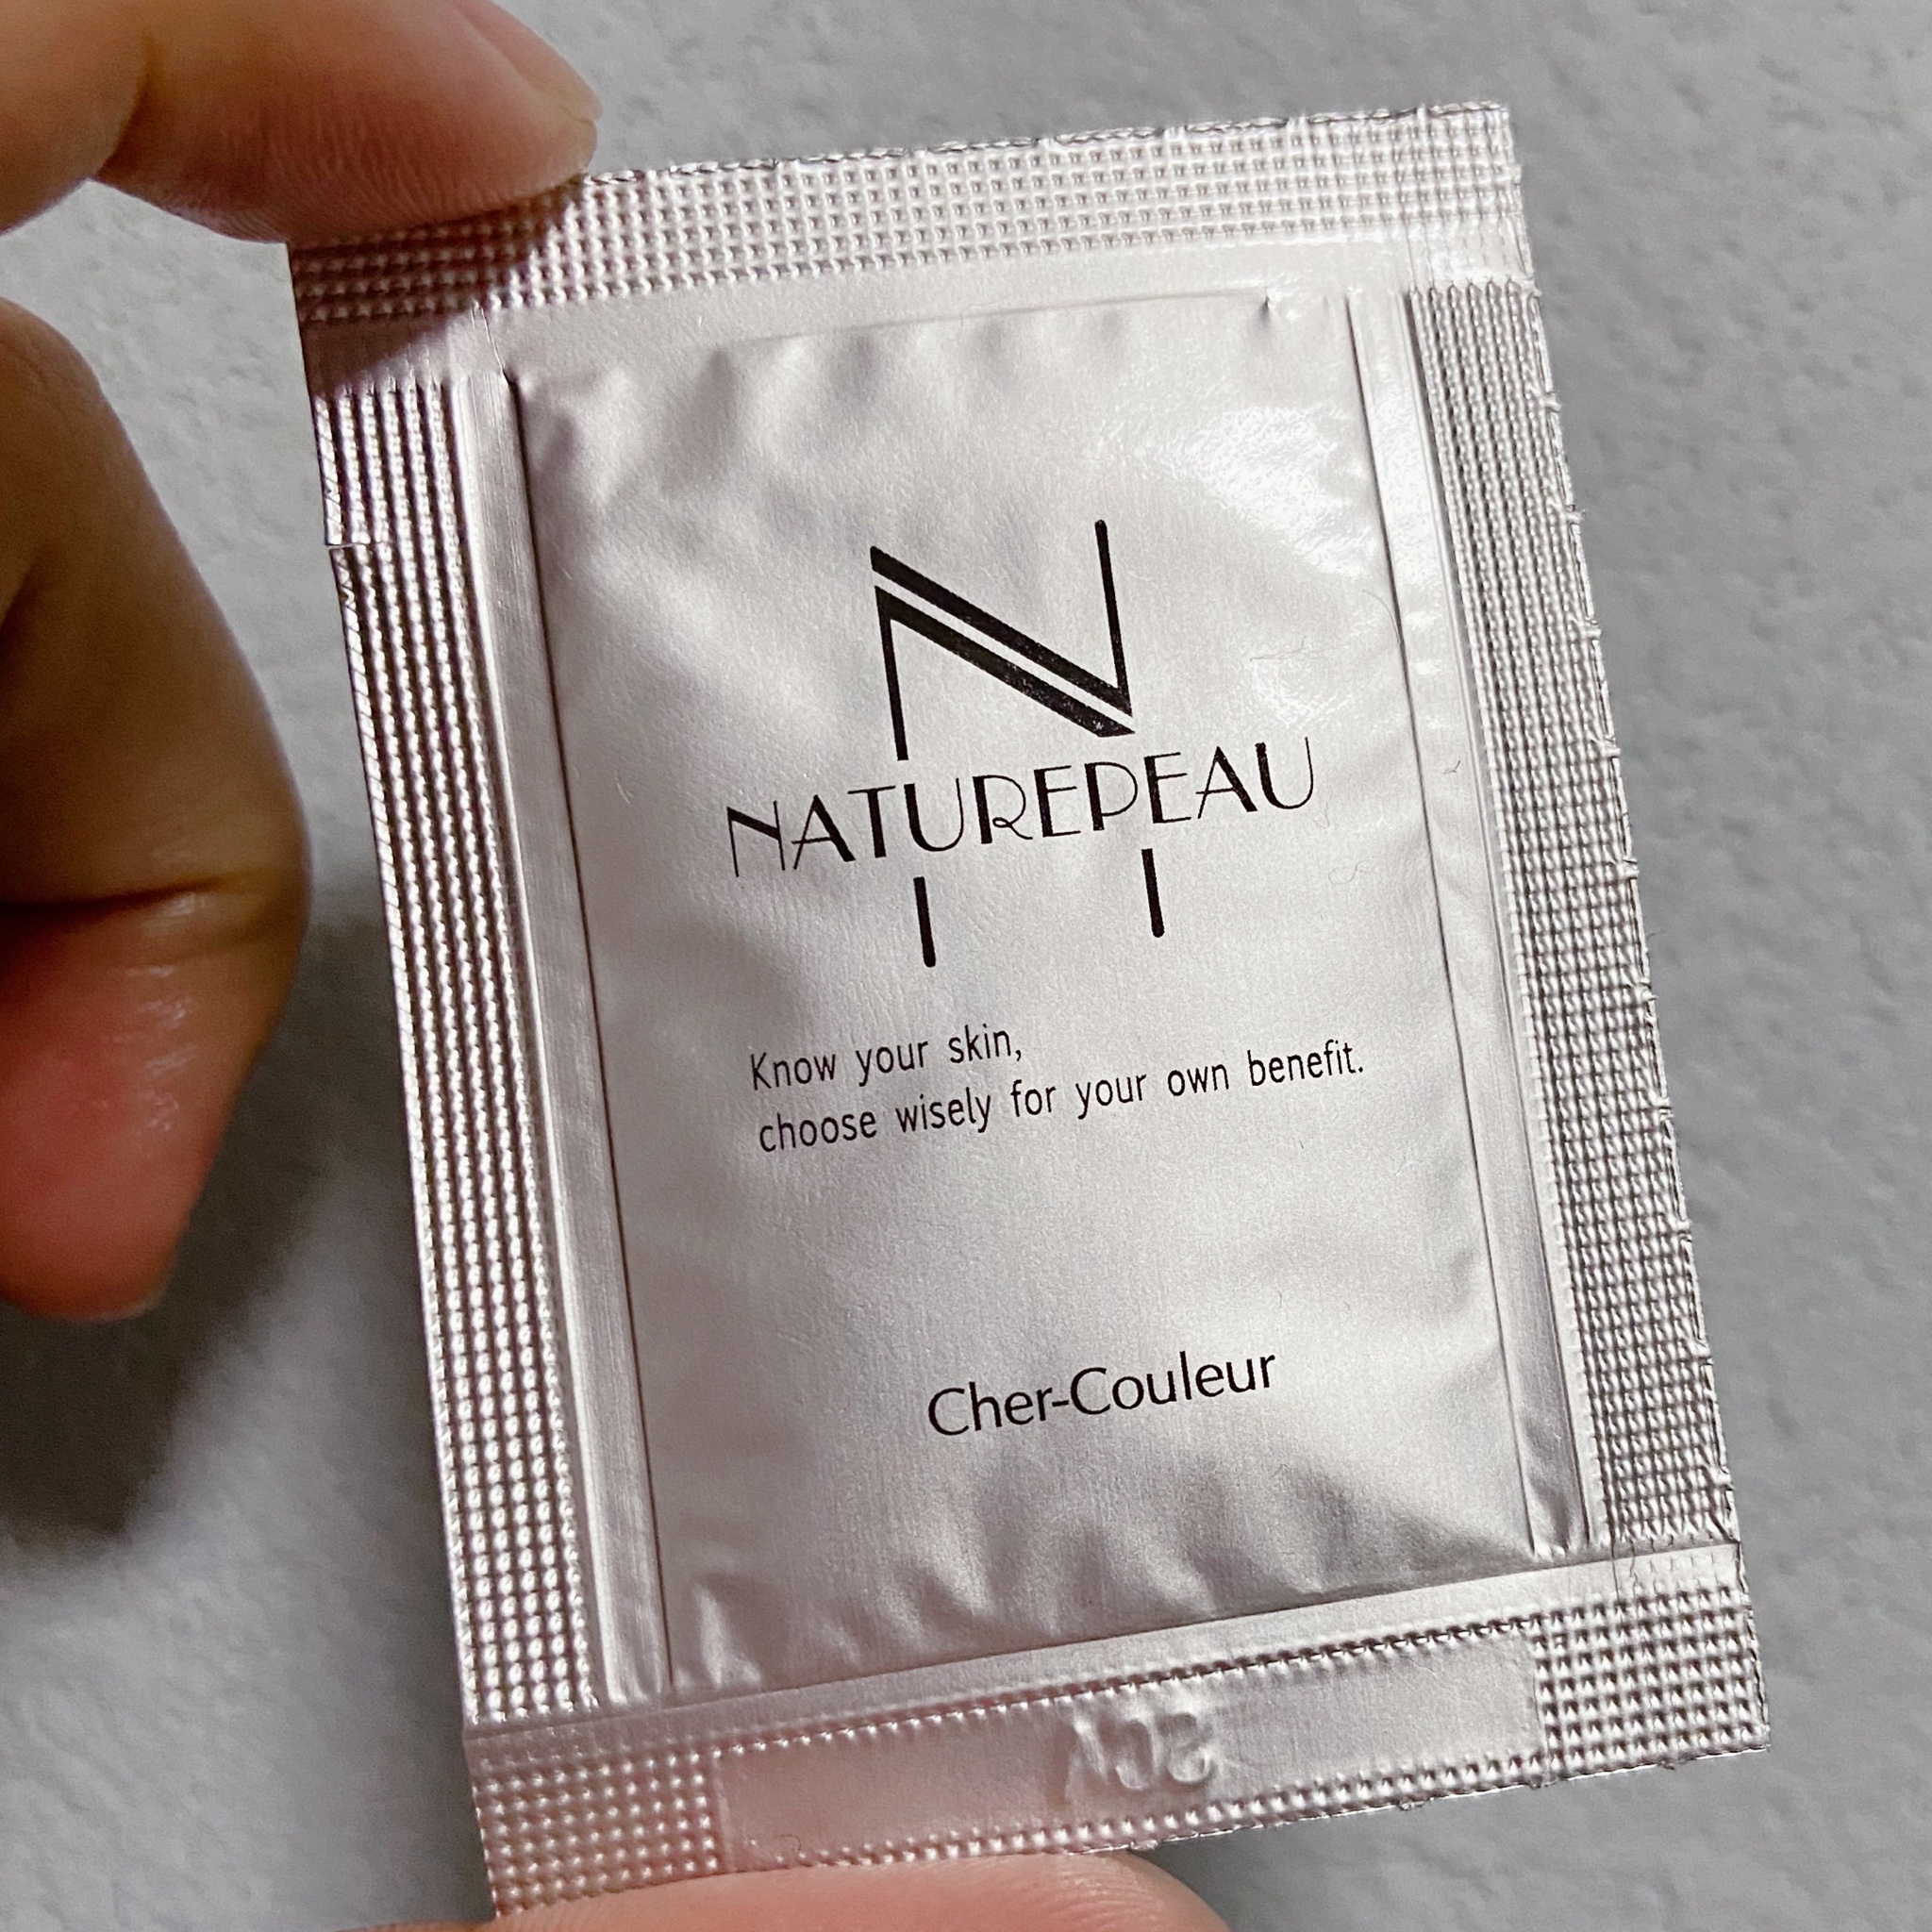 N
NATUREPEAU
Know your skin,
choose wisely for your own benefit.
Cher-Couleur